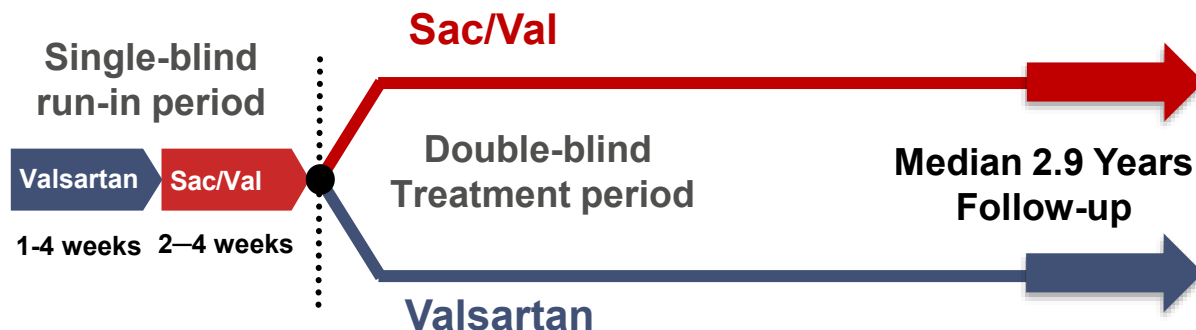 Single-blind
run-in period
Valsartan
Sac/Val
1-4 weeks
2—4 weeks
Sac/Val
Double-blind
Treatment period
Valsartan
Median 2.9 Years
Follow-up